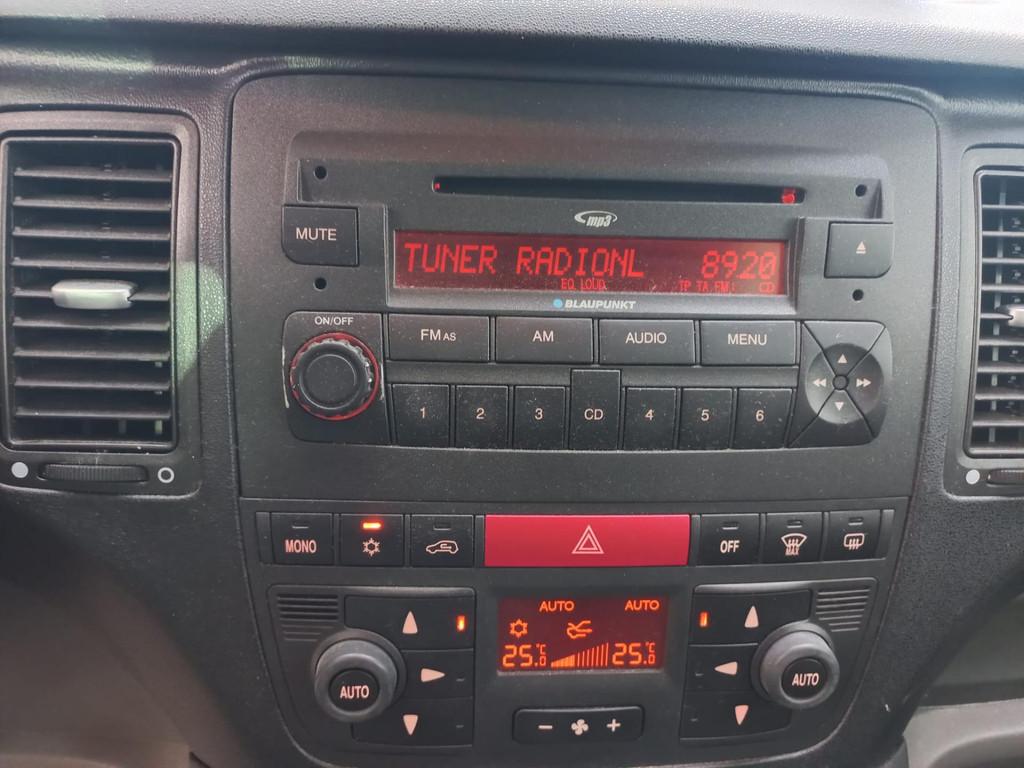 mp3
MUTE
TUNER RADIONL 8920
EQ LOUD TP TA FM CD
BLAUPUNKT
ON/OFF
FM AS AM AUDIO MENU
1 2 3 CD 4 5 6
MONO OFF MAX
AUTO AUTO
25.0 °C 25.0 °C
AUTO AUTO
- +